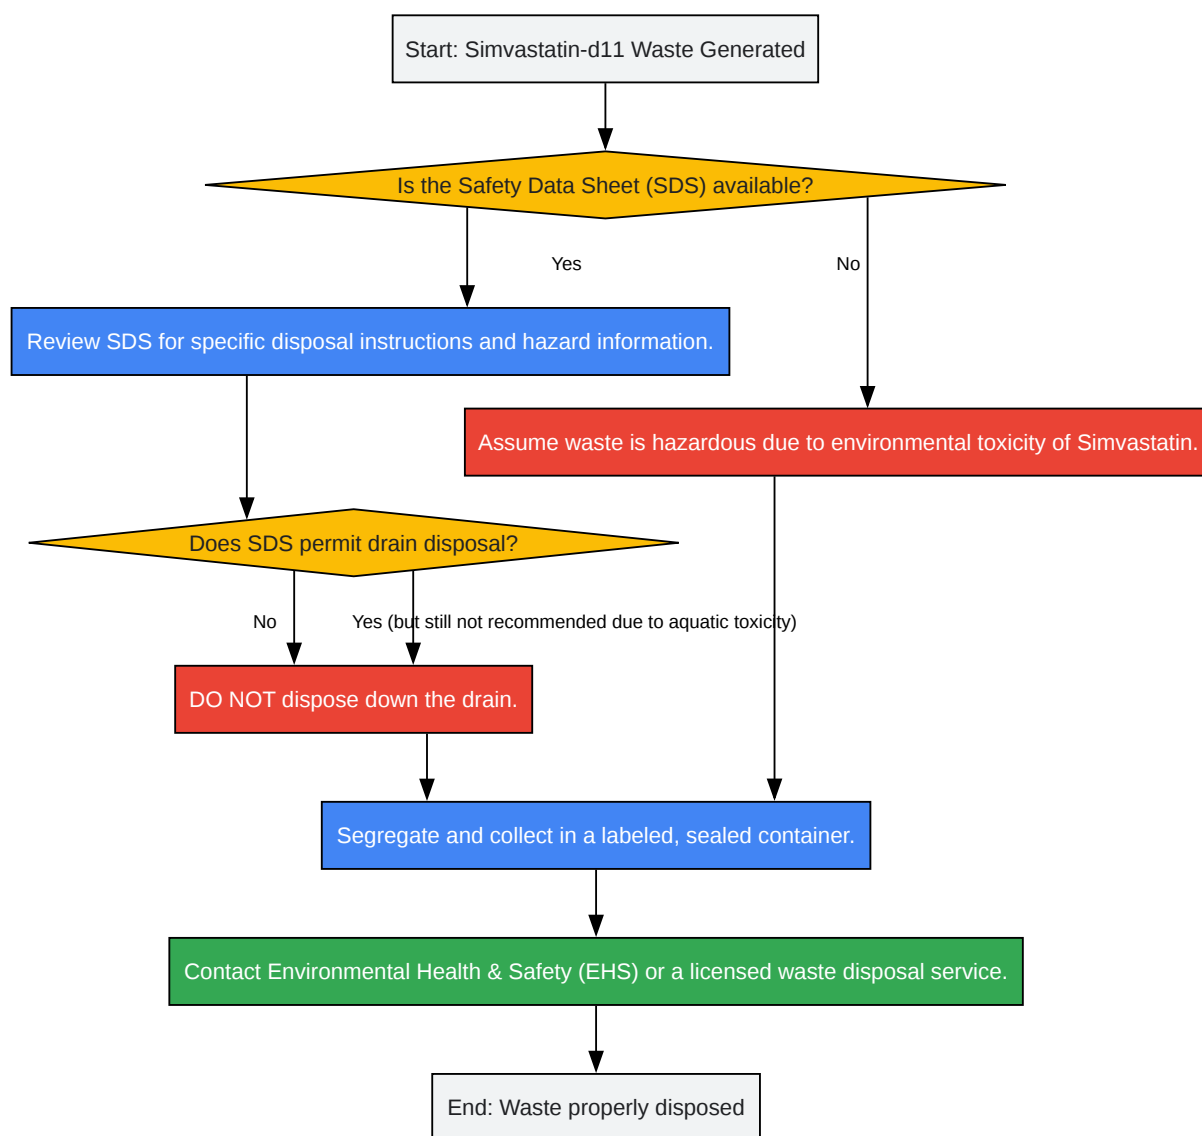 Start: Simvastatin-d11 Waste Generated
Is the Safety Data Sheet (SDS) available?
Yes
No
Review SDS for specific disposal instructions and hazard information.
Assume waste is hazardous due to environmental toxicity of Simvastatin.
Does SDS permit drain disposal?
No
Yes (but still not recommended due to aquatic toxicity)
DO NOT dispose down the drain.
Segregate and collect in a labeled, sealed container.
Contact Environmental Health & Safety (EHS) or a licensed waste disposal service.
End: Waste properly disposed